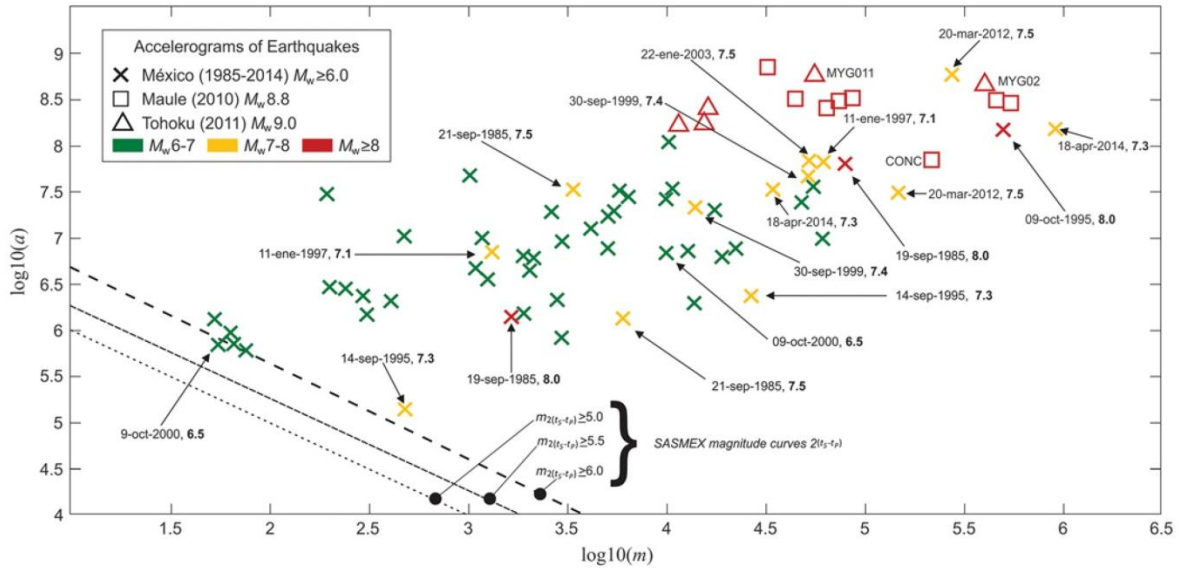 Accelerograms of Earthquakes
México (1985-2014) Mw≥6.0
Maule (2010) Mw 8.8
Tohoku (2011) Mw 9.0
Mw6-7 Mw7-8 Mw≥8
20-mar-2012, 7.5
22-ene-2003, 7.5
MYG011
MYG02
30-sep-1999, 7.4
11-ene-1997, 7.1
21-sep-1985, 7.5
18-apr-2014, 7.3
CONC
20-mar-2012, 7.5
18-apr-2014, 7.3
09-oct-1995, 8.0
11-ene-1997, 7.1
19-sep-1985, 8.0
30-sep-1999, 7.4
14-sep-1995, 7.3
09-oct-2000, 6.5
14-sep-1995, 7.3
19-sep-1985, 8.0
21-sep-1985, 7.5
9-oct-2000, 6.5
m2(tS-tP)≥5.0
m2(tS-tP)≥5.5
m2(tS-tP)≥6.0
SASMEX magnitude curves 2(tS-tP)
log10(a)
9
8.5
8
7.5
7
6.5
6
5.5
5
4.5
4
1.5 2 2.5 3 3.5 4 4.5 5 5.5 6 6.5
log10(m)